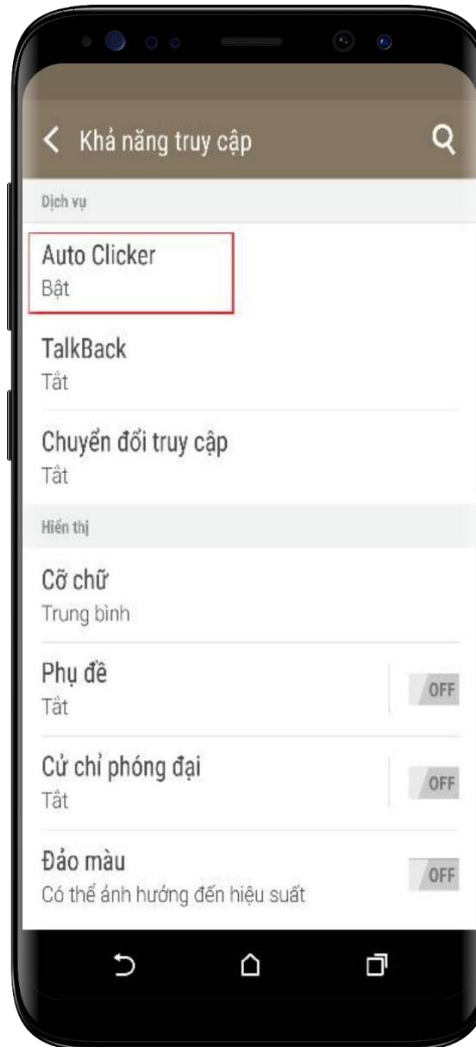 Khả năng truy cập
Dịch vụ
Auto Clicker
Bật
TalkBack
Tắt
Chuyển đổi truy cập
Tắt
Hiển thị
Cỡ chữ
Trung bình
Phụ đề
Tắt
OFF
Cử chỉ phóng đại
Tắt
OFF
Đảo màu
Có thể ảnh hưởng đến hiệu suất
OFF